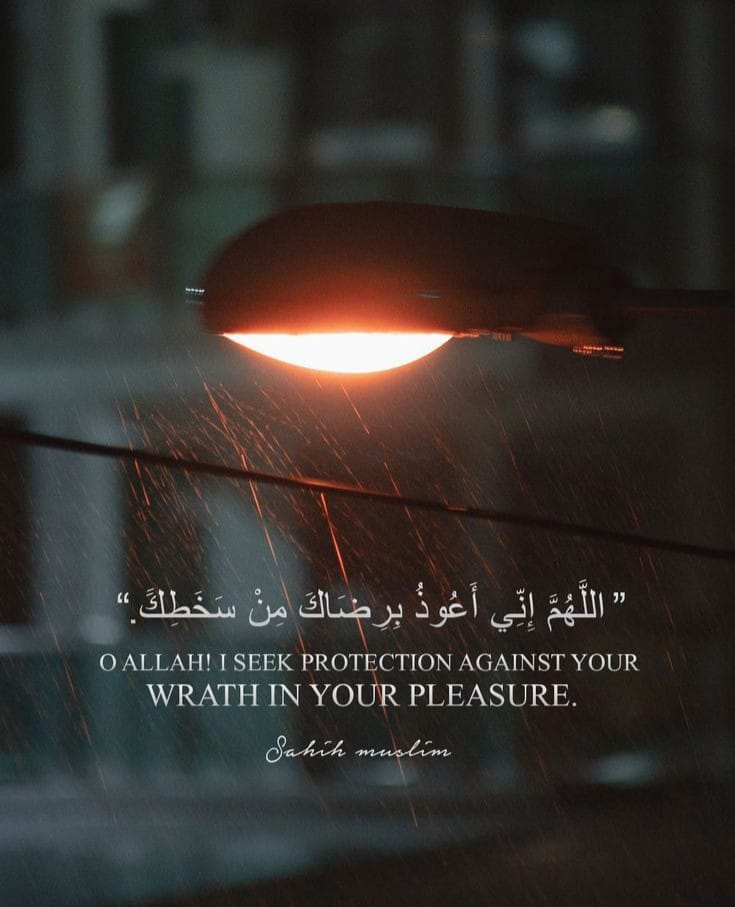 ” اللَّهُمَّ إِنِّي أَعُوذُ بِرِضَاكَ مِنْ سَخَطِكََ.“
O ALLAH! I SEEK PROTECTION AGAINST YOUR
WRATH IN YOUR PLEASURE.
Sahih muslim